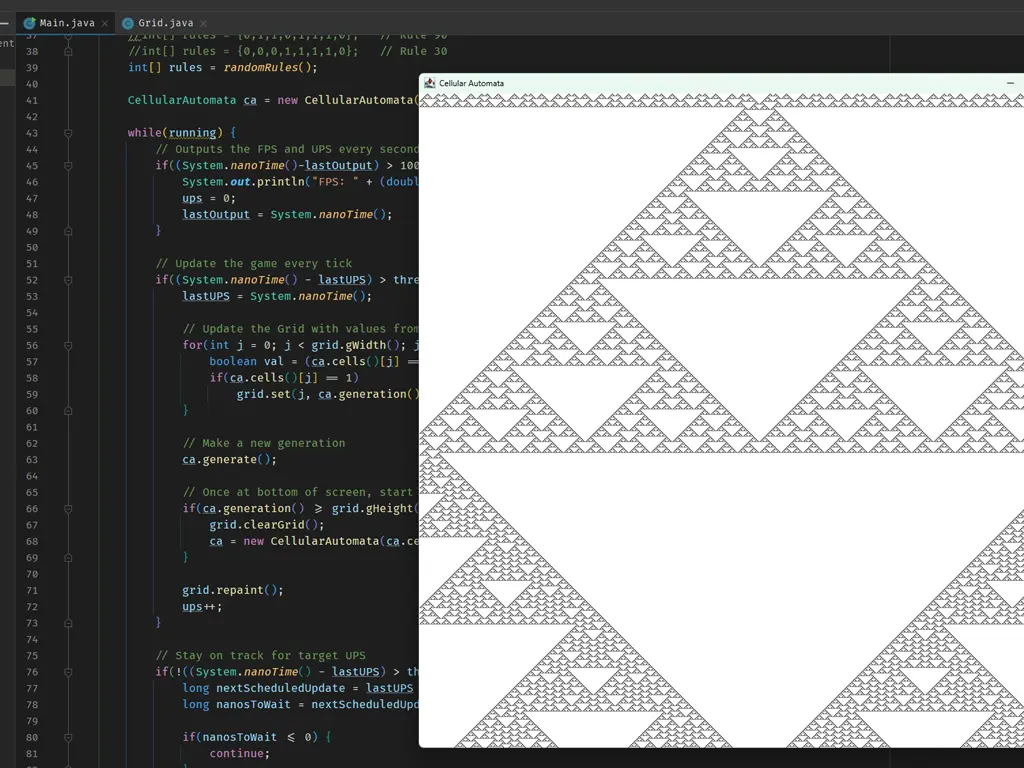 Main.java
Grid.java
ent
37 //int[] rules = {0,1,1,0,1,1,1,0}; // Rule 90
38 //int[] rules = {0,0,0,1,1,1,1,0}; // Rule 30
39 int[] rules = randomRules();
40
41 CellularAutomata ca = new CellularAutomata(
42
43 while(running) {
44 // Outputs the FPS and UPS every second
45 if((System.nanoTime()-lastOutput) > 100
46 System.out.println("FPS: " + (doubl
47 ups = 0;
48 lastOutput = System.nanoTime();
49 }
50
51 // Update the game every tick
52 if((System.nanoTime() - lastUPS) > thre
53 lastUPS = System.nanoTime();
54
55 // Update the Grid with values from
56 for(int j = 0; j < grid.gWidth(); j
57 boolean val = (ca.cells()[j] ==
58 if(ca.cells()[j] == 1)
59 grid.set(j, ca.generation()
60 }
61
62 // Make a new generation
63 ca.generate();
64
65 // Once at bottom of screen, start
66 if(ca.generation() ≥ grid.gHeight(
67 grid.clearGrid();
68 ca = new CellularAutomata(ca.ce
69 }
70
71 grid.repaint();
72 ups++;
73 }
74
75 // Stay on track for target UPS
76 if(!((System.nanoTime() - lastUPS) > th
77 long nextScheduledUpdate = lastUPS
78 long nanosToWait = nextScheduledUpd
79
80 if(nanosToWait ≤ 0) {
81 continue;
Cellular Automata